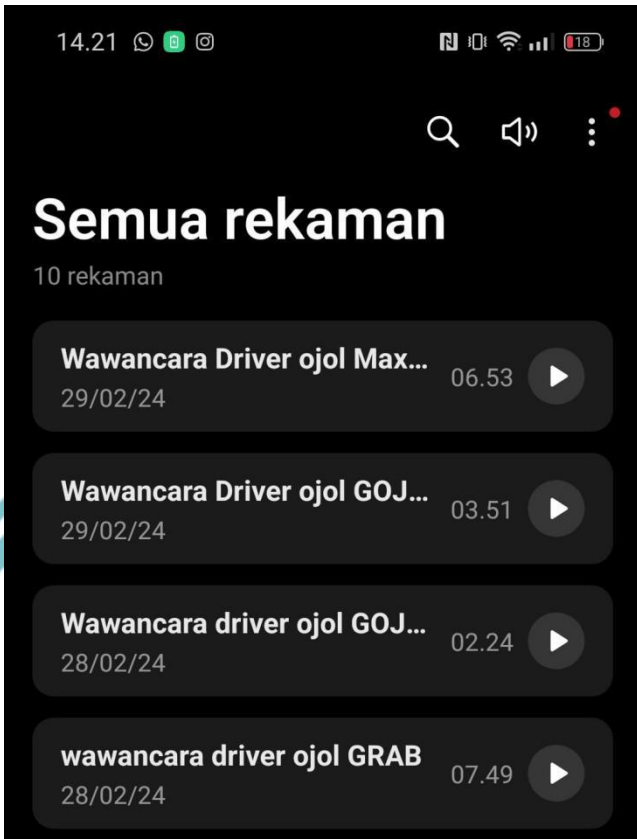 14.21
18
Semua rekaman
10 rekaman
Wawancara Driver ojol Max...
06.53
29/02/24
Wawancara Driver ojol GOJ...
03.51
29/02/24
Wawancara driver ojol GOJ...
02.24
28/02/24
wawancara driver ojol GRAB
07.49
28/02/24